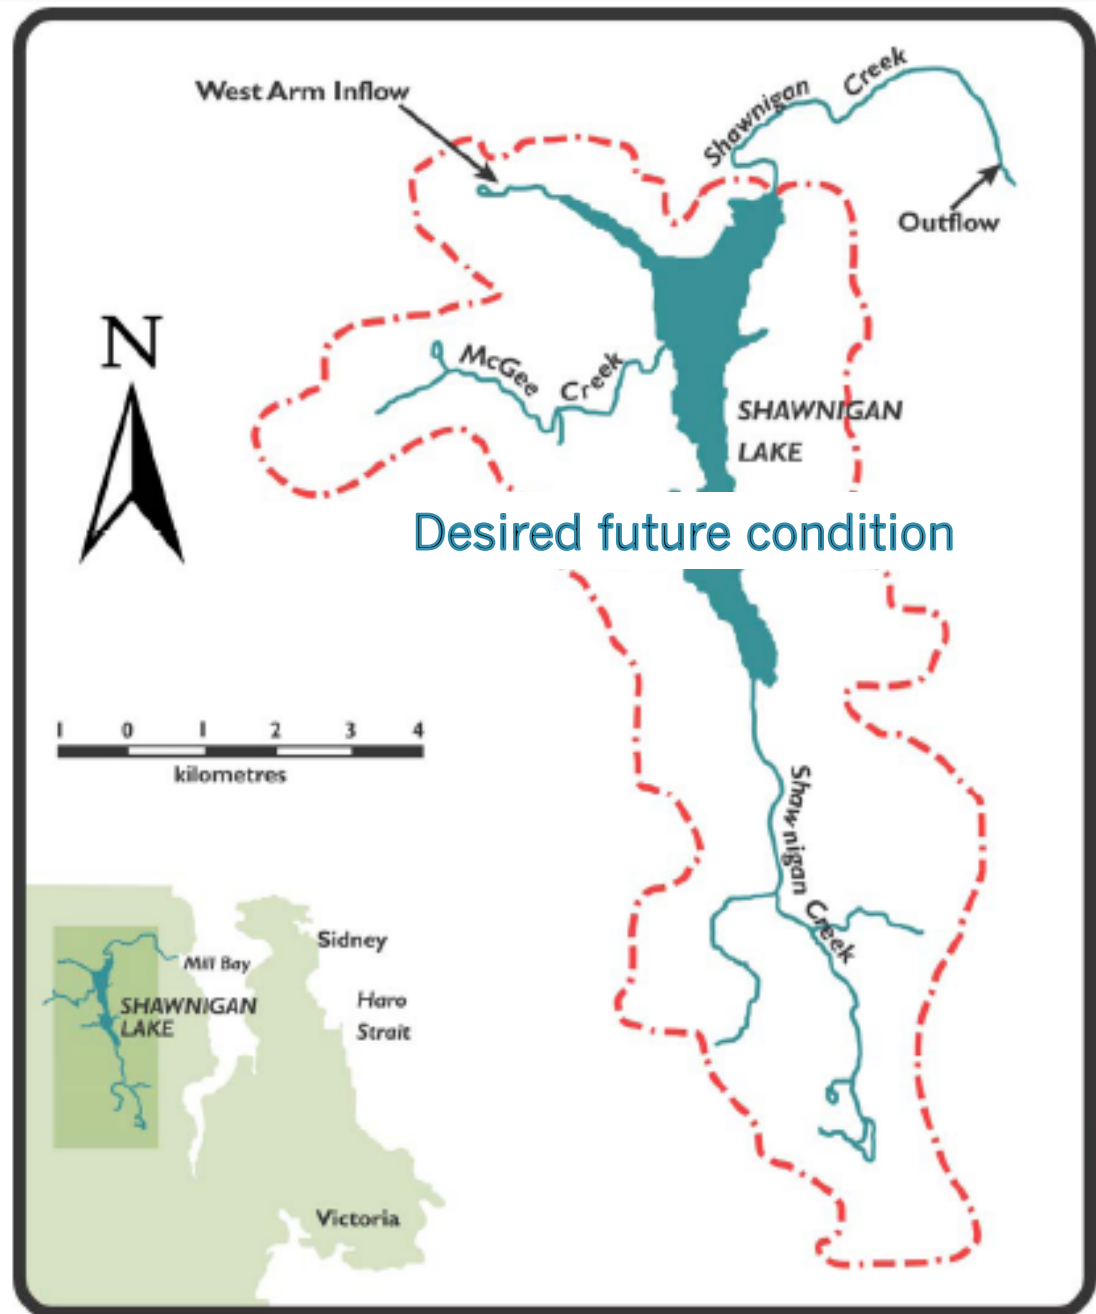 West Arm Inflow
Shawnigan Creek
Outflow
N
McGee Creek
SHAWNIGAN
LAKE
Desired future condition
1 0 1 2 3 4
kilometres
Shawnigan Creek
Sidney
Mill Bay
SHAWNIGAN
LAKE
Haro
Strait
Victoria